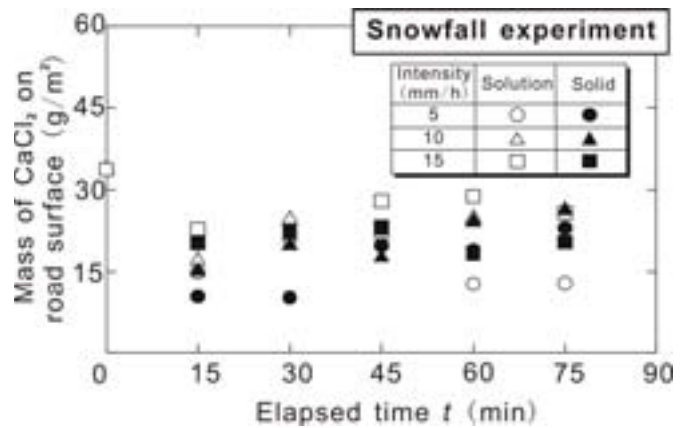 Snowfall experiment
Intensity (mm/h) Solution Solid
5
10
15
Mass of CaCl₂ on
road surface (g/m²)
60
45
30
15
0 15 30 45 60 75 90
Elapsed time t (min)